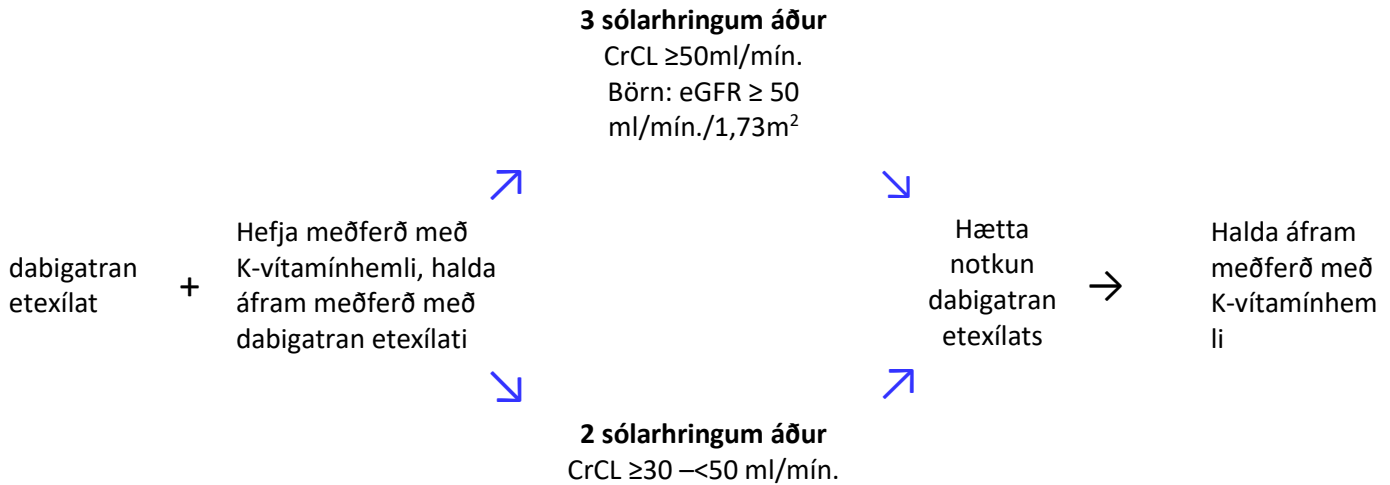 3 sólarhringum áður
CrCL ≥50ml/mín.
Börn: eGFR ≥ 50
ml/mín./1,73m²
dabigatran
etexílat
+
Hefja meðferð með
K-vítamínhemli, halda
áfram meðferð með
dabigatran etexílati
Hætta
notkun
dabigatran
etexílats
Halda áfram
meðferð með
K-vítamínhem
li
2 sólarhringum áður
CrCL ≥30 –<50 ml/mín.